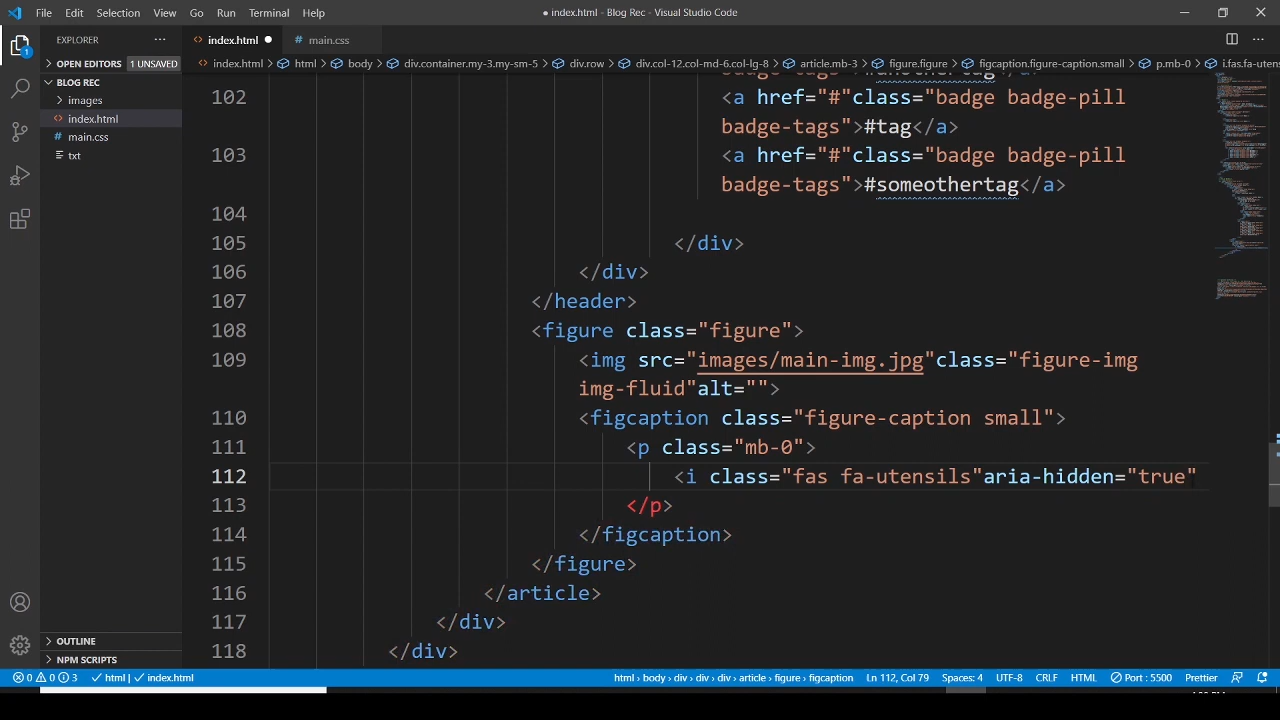 File Edit Selection View Go Run Terminal Help
● index.html - Blog Rec - Visual Studio Code
EXPLORER
OPEN EDITORS 1 UNSAVED
BLOG REC
images
index.html
main.css
txt
OUTLINE
NPM SCRIPTS
1
index.html
main.css
index.html > html > body > div.container.my-3.my-sm-5 > div.row > div.col-12.col-md-6.col-lg-8 > article.mb-3 > figure.figure > figcaption.figure-caption.small > p.mb-0 > i.fas.fa-utens
102 <a href="#"class="badge badge-pill
badge-tags">#tag</a>
103 <a href="#"class="badge badge-pill
badge-tags">#someothertag</a>
104
105 </div>
106 </div>
107 </header>
108 <figure class="figure">
109 <img src="images/main-img.jpg"class="figure-img
img-fluid"alt="">
110 <figcaption class="figure-caption small">
111 <p class="mb-0">
112 <i class="fas fa-utensils"aria-hidden="true"
113 </p>
114 </figcaption>
115 </figure>
116 </article>
117 </div>
118 </div>
0 0 3 html | index.html
html › body › div › div › div › article › figure › figcaption Ln 112, Col 79 Spaces: 4 UTF-8 CRLF HTML Port : 5500 Prettier